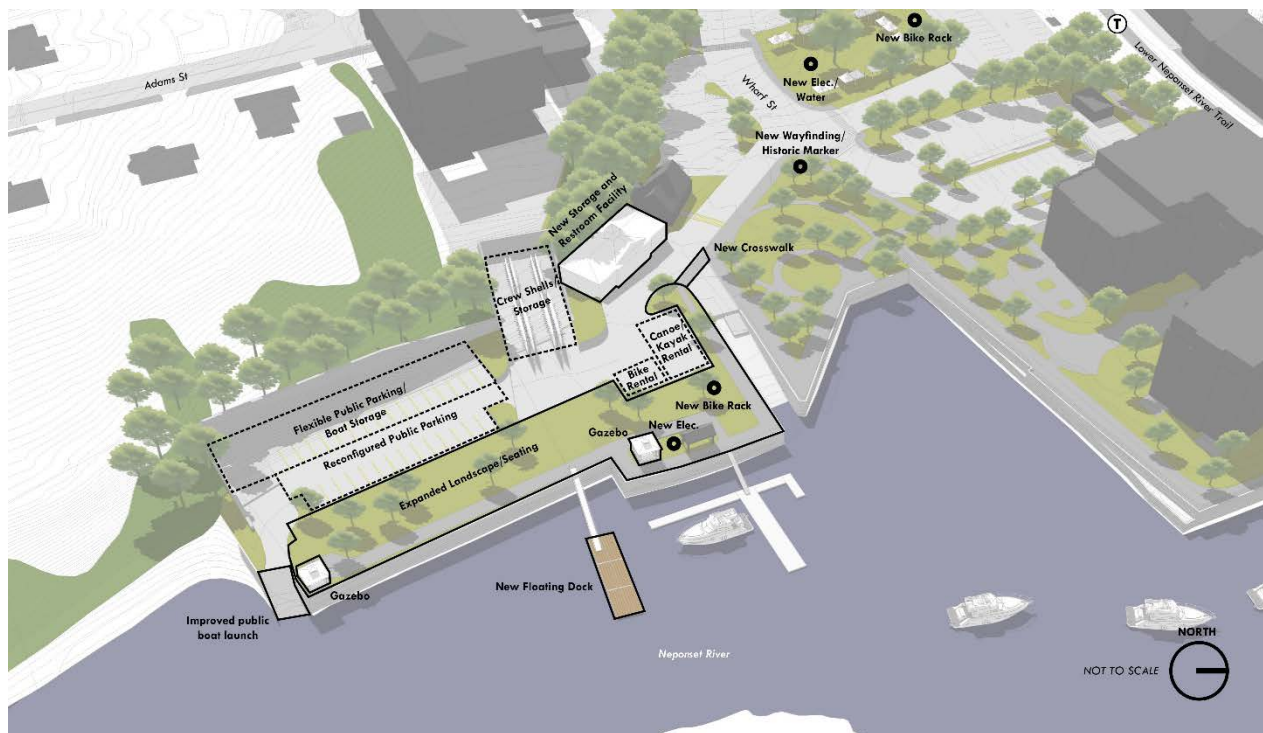 New Bike Rack
T
Lower Neponset River Trail
Adams St
New Elec./
Water
Wharf St
New Wayfinding/
Historic Marker
New Storage and
Restroom Facility
New Crosswalk
Crew Shells/
Storage
Canoe/
Kayak
Rental
Bike
Rental
New Bike Rack
Flexible Public Parking/
Boat Storage
Reconfigured Public Parking
Gazebo
New Elec.
Expanded Landscape/Seating
New Floating Dock
Gazebo
Improved public
boat launch
Neponset River
NORTH
NOT TO SCALE